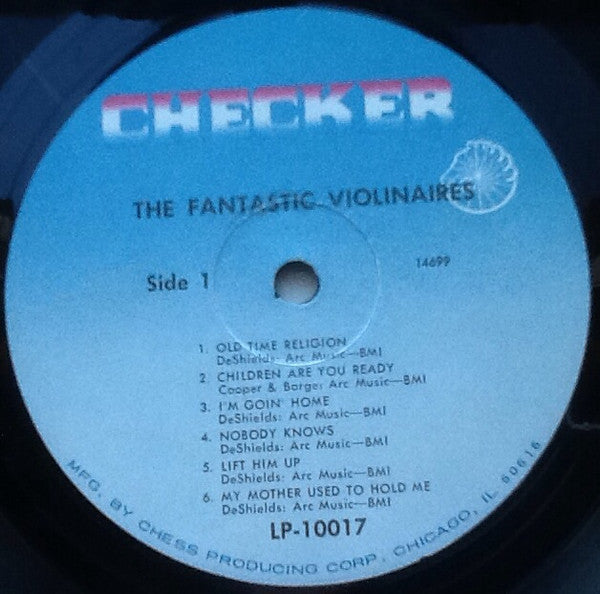 CHECKER
THE FANTASTIC VIOLINAIRES
Side 1
14699
1. OLD TIME RELIGION
DeShields: Arc Music—BMI
2. CHILDREN ARE YOU READY
Cooper & Barge: Arc Music—BMI
3. I'M GOIN' HOME
DeShields: Arc Music—BMI
4. NOBODY KNOWS
DeShields: Arc Music—BMI
5. LIFT HIM UP
DeShields: Arc Music—BMI
6. MY MOTHER USED TO HOLD ME
DeShields: Arc Music—BMI
LP-10017
MFG. BY CHESS PRODUCING CORP., CHICAGO, IL 60616